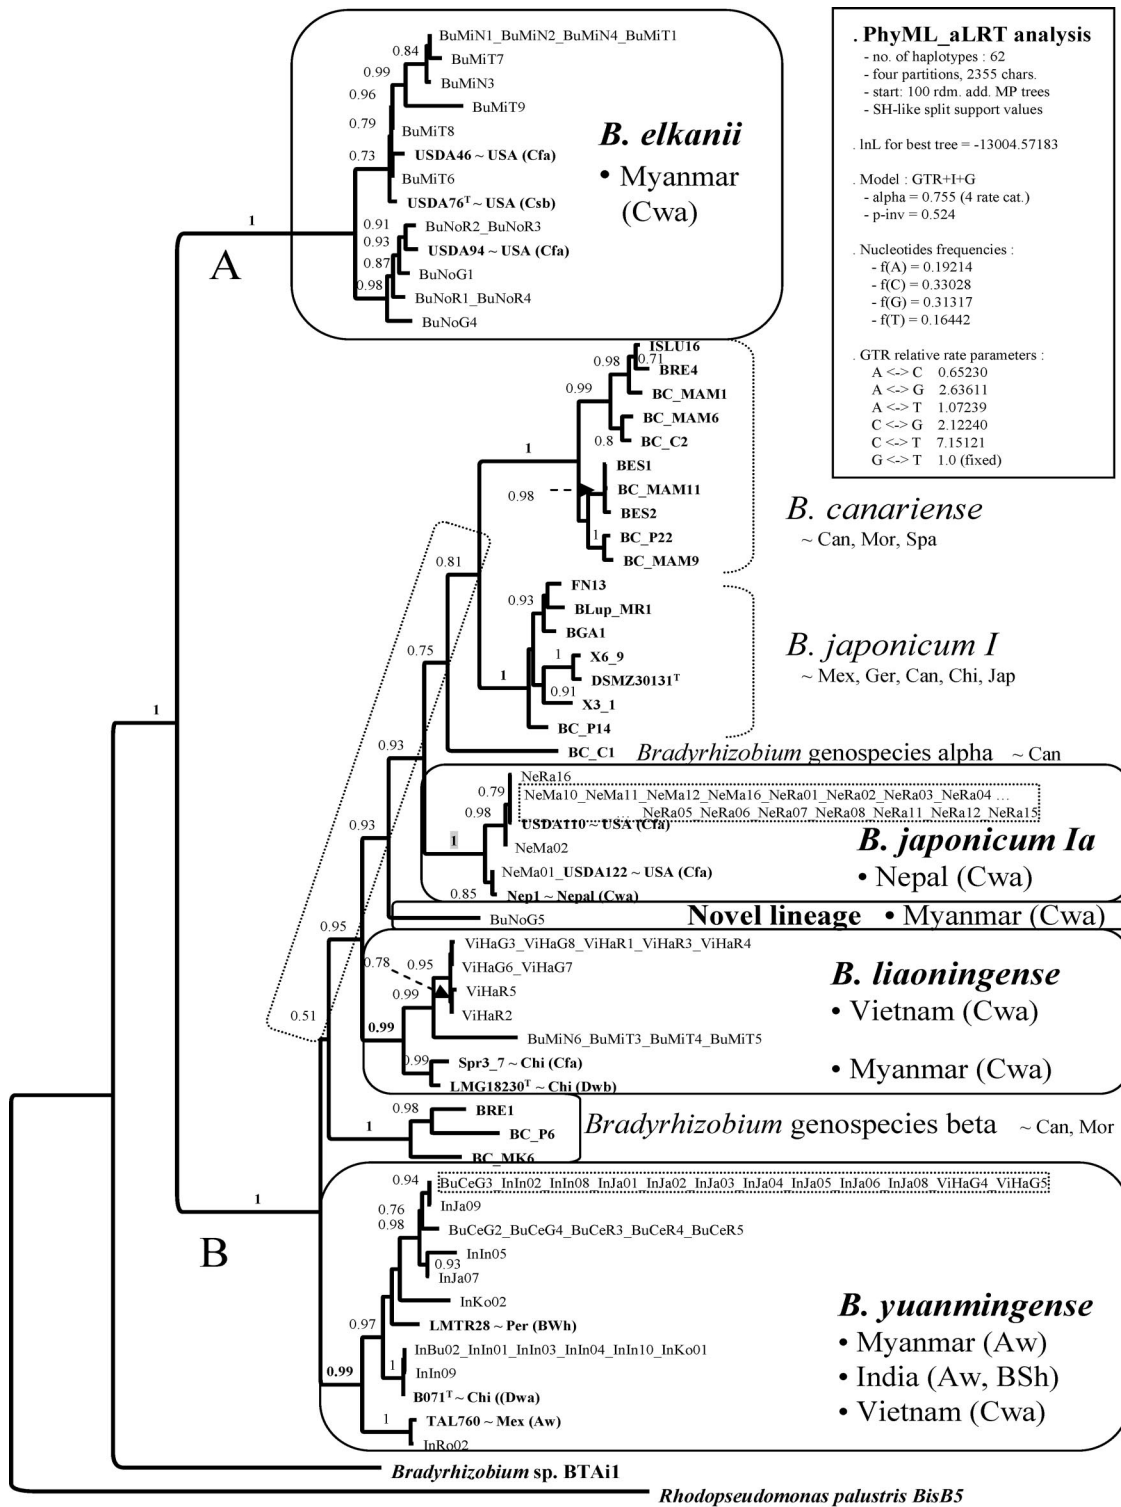 . PhyML_aLRT analysis
- no. of haplotypes : 62
- four partitions, 2355 chars.
- start: 100 rdm. add. MP trees
- SH-like split support values
. lnL for best tree = -13004.57183
. Model : GTR+I+G
- alpha = 0.755 (4 rate cat.)
- p-inv = 0.524
. Nucleotides frequencies :
- f(A) = 0.19214
- f(C) = 0.33028
- f(G) = 0.31317
- f(T) = 0.16442
. GTR relative rate parameters :
A <-> C 0.65230
A <-> G 2.63611
A <-> T 1.07239
C <-> G 2.12240
C <-> T 7.15121
G <-> T 1.0 (fixed)
BuMiN1_BuMiN2_BuMiN4_BuMiT1
0.84
BuMiT7
0.99
BuMiN3
0.96
BuMiT9
0.79
BuMiT8
0.73
USDA46 ~ USA (Cfa)
BuMiT6
USDA76ᵀ ~ USA (Csb)
B. elkanii
• Myanmar
(Cwa)
1
A
0.91
BuNoR2_BuNoR3
0.93
USDA94 ~ USA (Cfa)
0.87
BuNoG1
0.98
BuNoR1_BuNoR4
BuNoG4
ISLU16
0.98
0.71
BRE4
0.99
BC_MAM1
BC_MAM6
0.8
BC_C2
1
BES1
0.98
BC_MAM11
BES2
1
BC_P22
BC_MAM9
B. canariense
~ Can, Mor, Spa
0.81
FN13
0.93
BLup_MR1
BGA1
0.75
1
X6_9
1
DSMZ30131ᵀ
0.91
X3_1
BC_P14
B. japonicum I
~ Mex, Ger, Can, Chi, Jap
1
0.93
BC_C1
Bradyrhizobium genospecies alpha ~ Can
NeRa16
0.79
NeMa10_NeMa11_NeMa12_NeMa16_NeRa01_NeRa02_NeRa03_NeRa04 ...
0.98
... NeRa05_NeRa06_NeRa07_NeRa08_NeRa11_NeRa12_NeRa15
USDA110 ~ USA (Cfa)
0.93
1
NeMa02
NeMa01_USDA122 ~ USA (Cfa)
0.85
Nep1 ~ Nepal (Cwa)
B. japonicum Ia
• Nepal (Cwa)
BuNoG5
Novel lineage • Myanmar (Cwa)
0.95
ViHaG3_ViHaG8_ViHaR1_ViHaR3_ViHaR4
0.78
0.95
ViHaG6_ViHaG7
0.99
ViHaR5
0.51
ViHaR2
0.99
BuMiN6_BuMiT3_BuMiT4_BuMiT5
0.99
Spr3_7 ~ Chi (Cfa)
LMG18230ᵀ ~ Chi (Dwb)
B. liaoningense
• Vietnam (Cwa)
• Myanmar (Cwa)
0.98
BRE1
1
BC_P6
BC_MK6
Bradyrhizobium genospecies beta ~ Can, Mor
1
B
0.94
BuCeG3_InIn02_InIn08_InJa01_InJa02_InJa03_InJa04_InJa05_InJa06_InJa08_ViHaG4_ViHaG5
InJa09
0.76
0.98
BuCeG2_BuCeG4_BuCeR3_BuCeR4_BuCeR5
InIn05
0.93
InJa07
InKo02
0.97
LMTR28 ~ Per (BWh)
InBu02_InIn01_InIn03_InIn04_InIn10_InKo01
0.99
1
InIn09
B071ᵀ ~ Chi ((Dwa)
1
TAL760 ~ Mex (Aw)
InRo02
B. yuanmingense
• Myanmar (Aw)
• India (Aw, BSh)
• Vietnam (Cwa)
Bradyrhizobium sp. BTAi1
Rhodopseudomonas palustris BisB5